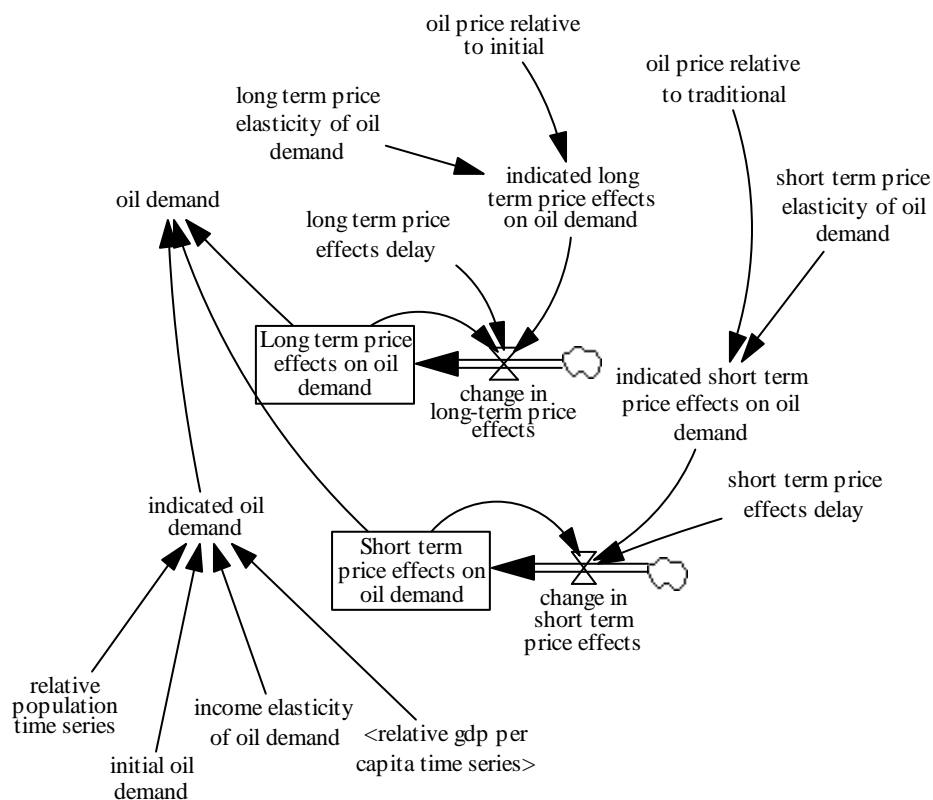 oil price relative
to initial
oil price relative
to traditional
long term price
elasticity of oil
demand
indicated long
term price effects
on oil demand
short term price
elasticity of oil
demand
oil demand
long term price
effects delay
Long term price
effects on oil
demand
change in
long-term price
effects
indicated short term
price effects on oil
demand
short term price
effects delay
indicated oil
demand
Short term
price effects on
oil demand
change in
short term
price effects
relative
population
time series
income elasticity
of oil demand
<relative gdp per
capita time series>
initial oil
demand